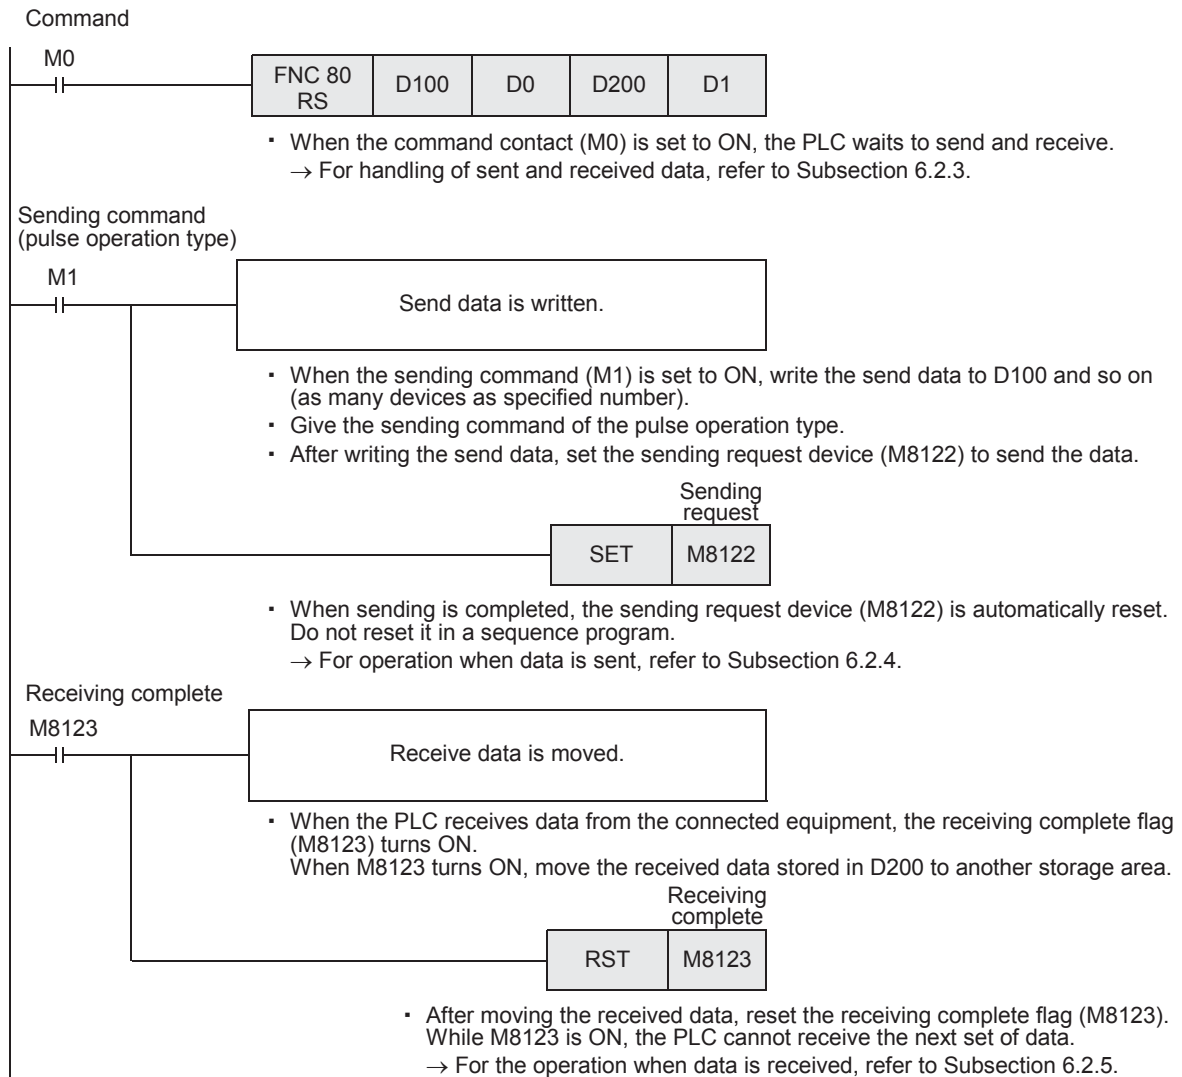 Command
M0
FNC 80
RS
D100
D0
D200
D1
▪ When the command contact (M0) is set to ON, the PLC waits to send and receive.
→ For handling of sent and received data, refer to Subsection 6.2.3.
Sending command
(pulse operation type)
M1
Send data is written.
▪ When the sending command (M1) is set to ON, write the send data to D100 and so on
(as many devices as specified number).
▪ Give the sending command of the pulse operation type.
▪ After writing the send data, set the sending request device (M8122) to send the data.
Sending
request
SET
M8122
▪ When sending is completed, the sending request device (M8122) is automatically reset.
Do not reset it in a sequence program.
→ For operation when data is sent, refer to Subsection 6.2.4.
Receiving complete
M8123
Receive data is moved.
▪ When the PLC receives data from the connected equipment, the receiving complete flag
(M8123) turns ON.
When M8123 turns ON, move the received data stored in D200 to another storage area.
Receiving
complete
RST
M8123
▪ After moving the received data, reset the receiving complete flag (M8123).
While M8123 is ON, the PLC cannot receive the next set of data.
→ For the operation when data is received, refer to Subsection 6.2.5.